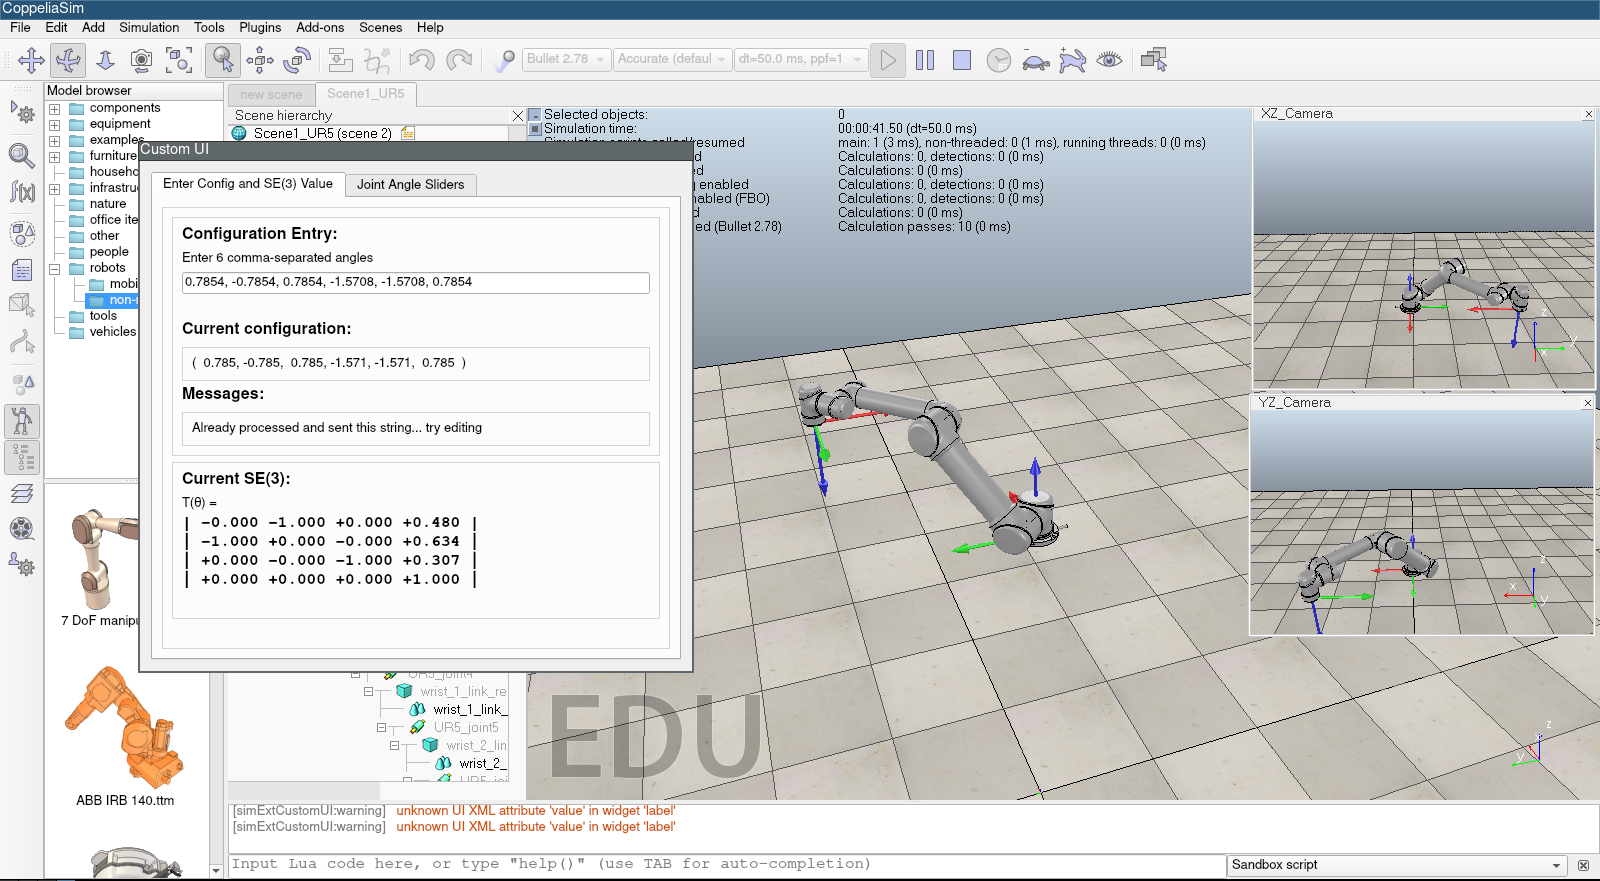 CoppeliaSim
File Edit Add Simulation Tools Plugins Add-ons Scenes Help
Bullet 2.78 Accurate (defaul dt=50.0 ms, ppf=1
Model browser
components
equipment
examples
furniture
househo
infrastru
nature
office ite
other
people
robots
mobi
non-r
tools
vehicles
7 DoF manipu
ABB IRB 140.ttm
new scene Scene1_UR5
Scene hierarchy
Scene1_UR5 (scene 2)
Custom UI
Enter Config and SE(3) Value Joint Angle Sliders
Configuration Entry:
Enter 6 comma-separated angles
0.7854, -0.7854, 0.7854, -1.5708, -1.5708, 0.7854
Current configuration:
( 0.785, -0.785, 0.785, -1.571, -1.571, 0.785 )
Messages:
Already processed and sent this string... try editing
Current SE(3):
T(θ) =
| -0.000 -1.000 +0.000 +0.480 |
| -1.000 +0.000 -0.000 +0.634 |
| +0.000 -0.000 -1.000 +0.307 |
| +0.000 +0.000 +0.000 +1.000 |
UR5_joint4
wrist_1_link_re
wrist_1_link_
UR5_joint5
wrist_2_lin
wrist_2_
UR5_joi
Selected objects: 0
Simulation time: 00:00:41.50 (dt=50.0 ms)
resumed main: 1 (3 ms), non-threaded: 0 (1 ms), running threads: 0 (0 ms)
d Calculations: 0, detections: 0 (0 ms)
ed Calculations: 0 (0 ms)
g enabled Calculations: 0, detections: 0 (0 ms)
nabled (FBO) Calculations: 0, detections: 0 (0 ms)
d Calculations: 0 (0 ms)
ed (Bullet 2.78) Calculation passes: 10 (0 ms)
XZ_Camera
z
y
x
YZ_Camera
z
x
y
EDU
z
x
y
[simExtCustomUI:warning] unknown UI XML attribute 'value' in widget 'label'
[simExtCustomUI:warning] unknown UI XML attribute 'value' in widget 'label'
Input Lua code here, or type "help()" (use TAB for auto-completion)
Sandbox script